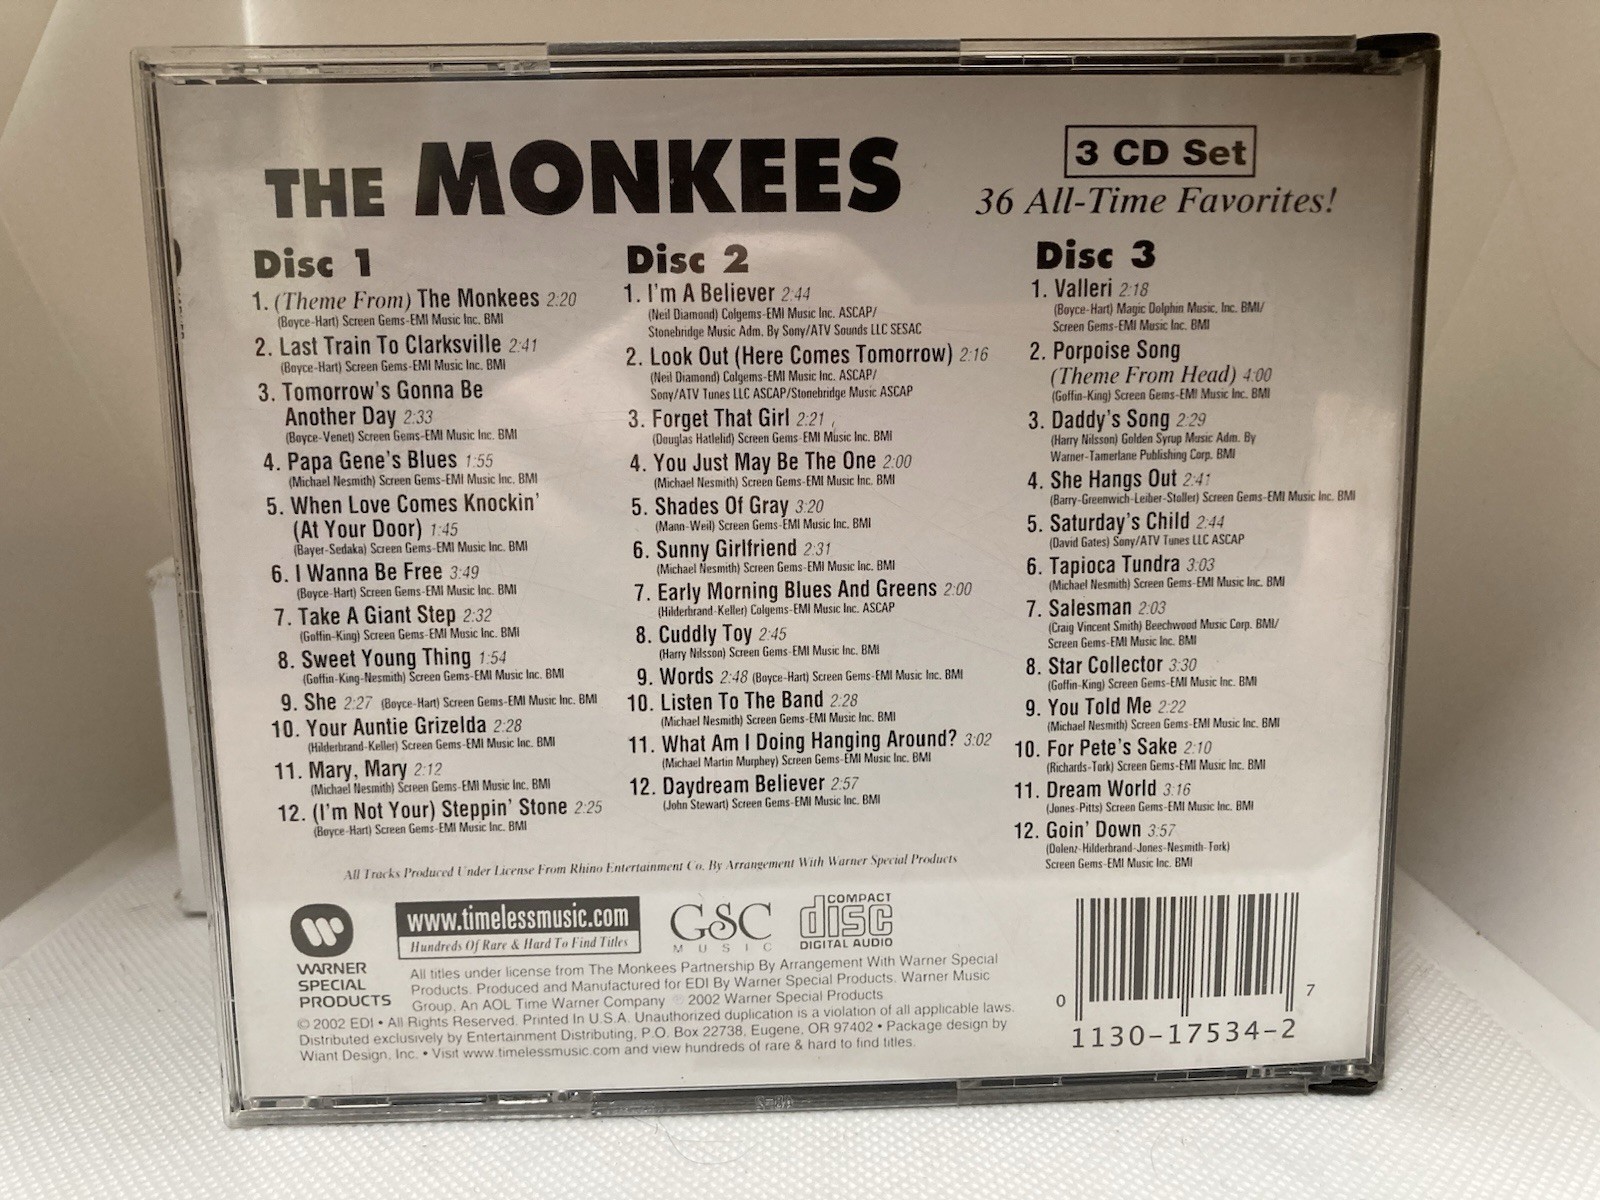 THE MONKEES
3 CD Set
36 All-Time Favorites!
Disc 1
1. (Theme From) The Monkees 2:20
(Boyce-Hart) Screen Gems-EMI Music Inc. BMI
2. Last Train To Clarksville 2:41
(Boyce-Hart) Screen Gems-EMI Music Inc. BMI
3. Tomorrow's Gonna Be
Another Day 2:33
(Boyce-Venet) Screen Gems-EMI Music Inc. BMI
4. Papa Gene's Blues 1:55
(Michael Nesmith) Screen Gems-EMI Music Inc. BMI
5. When Love Comes Knockin'
(At Your Door) 1:45
(Bayer-Sedaka) Screen Gems-EMI Music Inc. BMI
6. I Wanna Be Free 3:49
(Boyce-Hart) Screen Gems-EMI Music Inc. BMI
7. Take A Giant Step 2:32
(Goffin-King) Screen Gems-EMI Music Inc. BMI
8. Sweet Young Thing 1:54
(Goffin-King-Nesmith) Screen Gems-EMI Music Inc. BMI
9. She 2:27 (Boyce-Hart) Screen Gems-EMI Music Inc. BMI
10. Your Auntie Grizelda 2:28
(Hilderbrand-Keller) Screen Gems-EMI Music Inc. BMI
11. Mary, Mary 2:12
(Michael Nesmith) Screen Gems-EMI Music Inc. BMI
12. (I'm Not Your) Steppin' Stone 2:25
(Boyce-Hart) Screen Gems-EMI Music Inc. BMI
Disc 2
1. I'm A Believer 2:44
(Neil Diamond) Colgems-EMI Music Inc. ASCAP/
Stonebridge Music Adm. By Sony/ATV Sounds LLC SESAC
2. Look Out (Here Comes Tomorrow) 2:16
(Neil Diamond) Colgems-EMI Music Inc. ASCAP/
Sony/ATV Tunes LLC ASCAP/Stonebridge Music ASCAP
3. Forget That Girl 2:21
(Douglas Hatlelid) Screen Gems-EMI Music Inc. BMI
4. You Just May Be The One 2:00
(Michael Nesmith) Screen Gems-EMI Music Inc. BMI
5. Shades Of Gray 3:20
(Mann-Weil) Screen Gems-EMI Music Inc. BMI
6. Sunny Girlfriend 2:31
(Michael Nesmith) Screen Gems-EMI Music Inc. BMI
7. Early Morning Blues And Greens 2:00
(Hilderbrand-Keller) Colgems-EMI Music Inc. ASCAP
8. Cuddly Toy 2:45
(Harry Nilsson) Screen Gems-EMI Music Inc. BMI
9. Words 2:48 (Boyce-Hart) Screen Gems-EMI Music Inc. BMI
10. Listen To The Band 2:28
(Michael Nesmith) Screen Gems-EMI Music Inc. BMI
11. What Am I Doing Hanging Around? 3:02
(Michael Martin Murphey) Screen Gems-EMI Music Inc. BMI
12. Daydream Believer 2:57
(John Stewart) Screen Gems-EMI Music Inc. BMI
Disc 3
1. Valleri 2:18
(Boyce-Hart) Magic Dolphin Music, Inc. BMI/
Screen Gems-EMI Music Inc. BMI
2. Porpoise Song
(Theme From Head) 4:00
(Goffin-King) Screen Gems-EMI Music Inc. BMI
3. Daddy's Song 2:29
(Harry Nilsson) Golden Syrup Music Adm. By
Warner-Tamerlane Publishing Corp. BMI
4. She Hangs Out 2:41
(Barry-Greenwich-Leiber-Stoller) Screen Gems-EMI Music Inc. BMI
5. Saturday's Child 2:44
(David Gates) Sony/ATV Tunes LLC ASCAP
6. Tapioca Tundra 3:03
(Michael Nesmith) Screen Gems-EMI Music Inc. BMI
7. Salesman 2:03
(Craig Vincent Smith) Beechwood Music Corp. BMI/
Screen Gems-EMI Music Inc. BMI
8. Star Collector 3:30
(Goffin-King) Screen Gems-EMI Music Inc. BMI
9. You Told Me 2:22
(Michael Nesmith) Screen Gems-EMI Music Inc. BMI
10. For Pete's Sake 2:10
(Richards-Tork) Screen Gems-EMI Music Inc. BMI
11. Dream World 3:16
(Jones-Pitts) Screen Gems-EMI Music Inc. BMI
12. Goin' Down 3:57
(Dolenz-Hilderbrand-Jones-Nesmith-Tork)
Screen Gems-EMI Music Inc. BMI
All Tracks Produced Under License From Rhino Entertainment Co. By Arrangement With Warner Special Products
WARNER
SPECIAL
PRODUCTS
www.timelessmusic.com
Hundreds Of Rare & Hard To Find Titles
GSC
MUSIC
COMPACT
disc
DIGITAL AUDIO
All titles under license from The Monkees Partnership By Arrangement With Warner Special
Products. Produced and Manufactured for EDI By Warner Special Products. Warner Music
Group, An AOL Time Warner Company 2002 Warner Special Products
© 2002 EDI • All Rights Reserved. Printed In U.S.A. Unauthorized duplication is a violation of all applicable laws.
Distributed exclusively by Entertainment Distributing, P.O. Box 22738, Eugene, OR 97402 • Package design by
Wiant Design, Inc. • Visit www.timelessmusic.com and view hundreds of rare & hard to find titles.
0 7
1130-17534-2